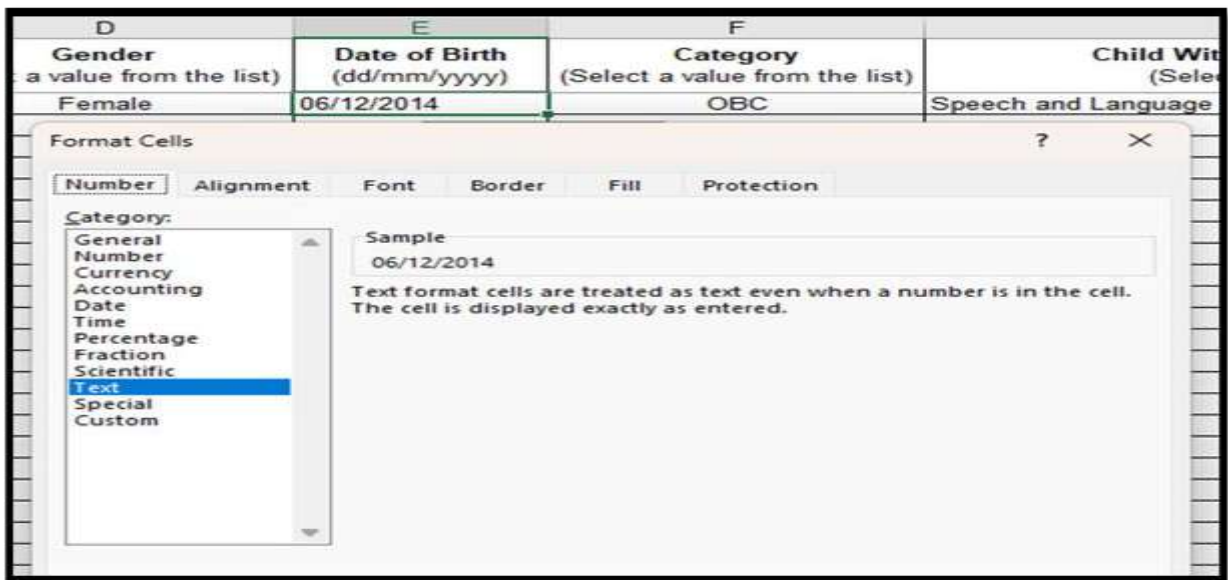 D E F
Gender Date of Birth Category Child Wit
a value from the list) (dd/mm/yyyy) (Select a value from the list) (Selec
Female 06/12/2014 OBC Speech and Language
Format Cells ? ×
Number Alignment Font Border Fill Protection
Category:
General
Number
Currency
Accounting
Date
Time
Percentage
Fraction
Scientific
Text
Special
Custom
Sample
06/12/2014
Text format cells are treated as text even when a number is in the cell.
The cell is displayed exactly as entered.